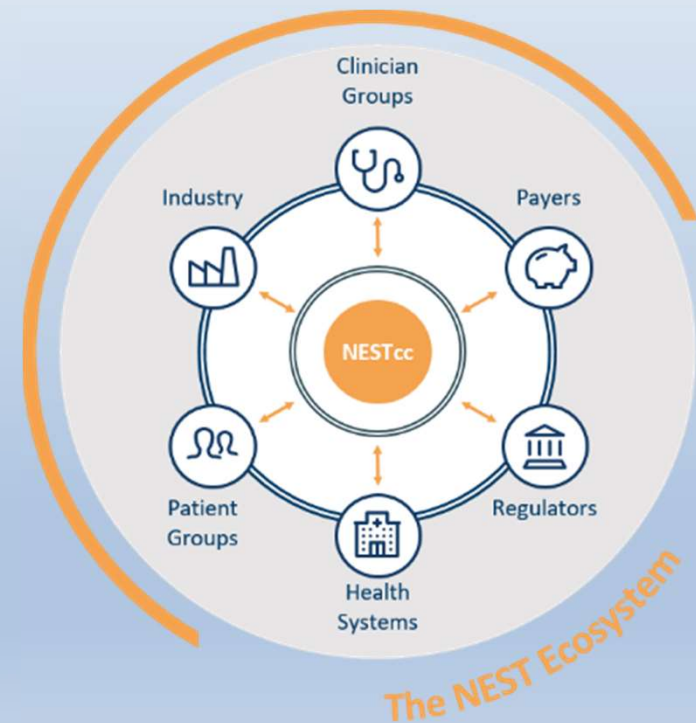 Clinician
Groups
Industry
Payers
NESTcc
Patient
Groups
Regulators
Health
Systems
The NEST Ecosystem